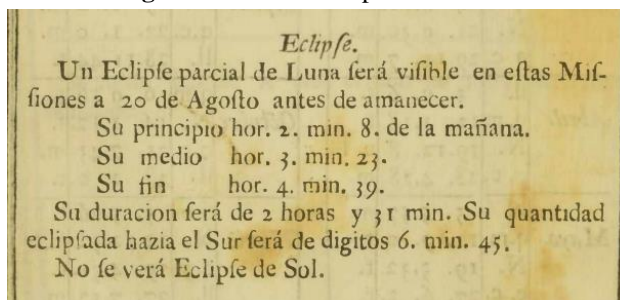 Eclipſe.
Un Eclipſe parcial de Luna ſerá viſible en eſtas Miſ-
ſiones a 20 de Agoſto antes de amanecer.
Su principio hor. 2. min. 8. de la mañana.
Su medio hor. 3. min. 23.
Su fin hor. 4. min. 39.
Su duracion ſerá de 2 horas y 31 min. Su quantidad
eclipſada hazia el Sur ſerá de digitos 6. min. 45.
No ſe verá Eclipſe de Sol.